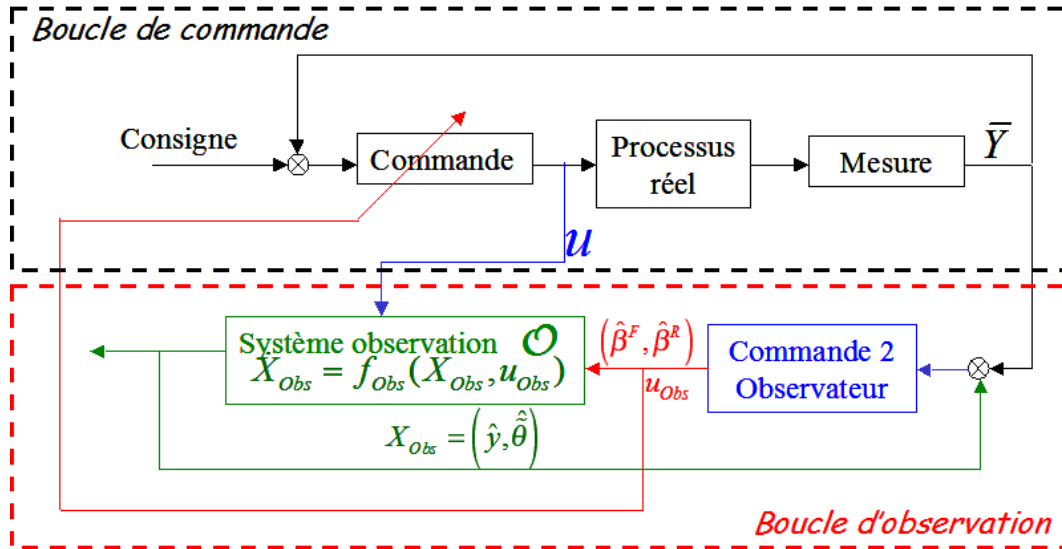 Boucle de commande
Consigne
Commande
Processus
réel
Mesure
Ȳ
u
Système observation O
Ẋ_Obs = f_Obs(X_Obs, u_Obs)
(β̂^F, β̂^R)
u_Obs
Commande 2
Observateur
X_Obs = (ŷ, θ̃̂)
Boucle d'observation